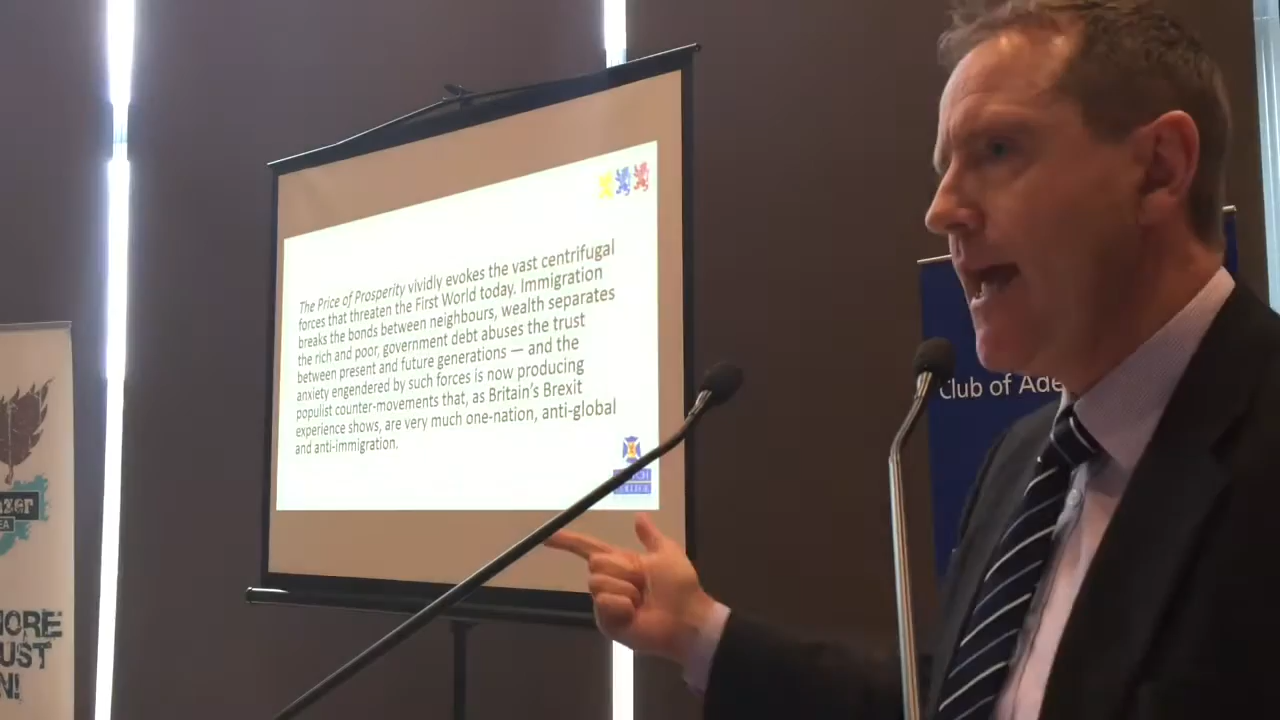 The Price of Prosperity vividly evokes the vast centrifugal
forces that threaten the First World today. Immigration
breaks the bonds between neighbours, wealth separates
the rich and poor, government debt abuses the trust
between present and future generations — and the
anxiety engendered by such forces is now producing
populist counter-movements that, as Britain's Brexit
experience shows, are very much one-nation, anti-global
and anti-immigration.
Club of Ade